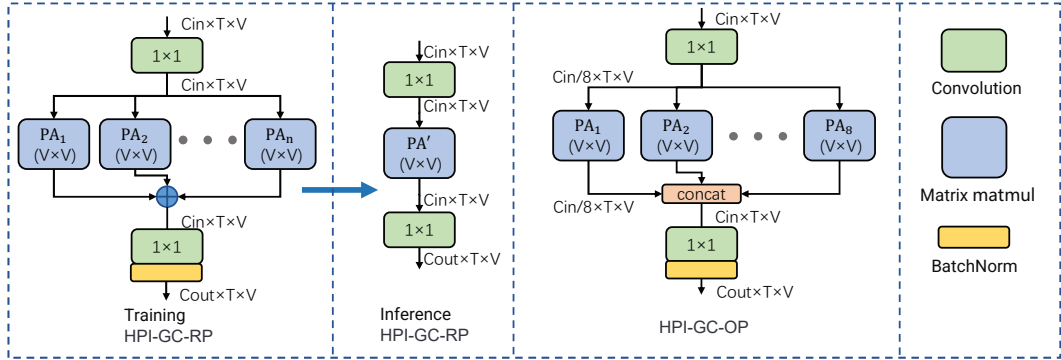 Cin×T×V
1×1
Cin×T×V
PA₁
(V×V)
PA₂
(V×V)
PAₙ
(V×V)
Cin×T×V
1×1
Cout×T×V
Training
HPI-GC-RP
Cin×T×V
1×1
Cin×T×V
PA'
(V×V)
Cin×T×V
1×1
Cout×T×V
Inference
HPI-GC-RP
Cin×T×V
1×1
Cin/8×T×V
PA₁
(V×V)
PA₂
(V×V)
PA₈
(V×V)
concat
Cin/8×T×V
Cin×T×V
1×1
Cout×T×V
HPI-GC-OP
Convolution
Matrix matmul
BatchNorm